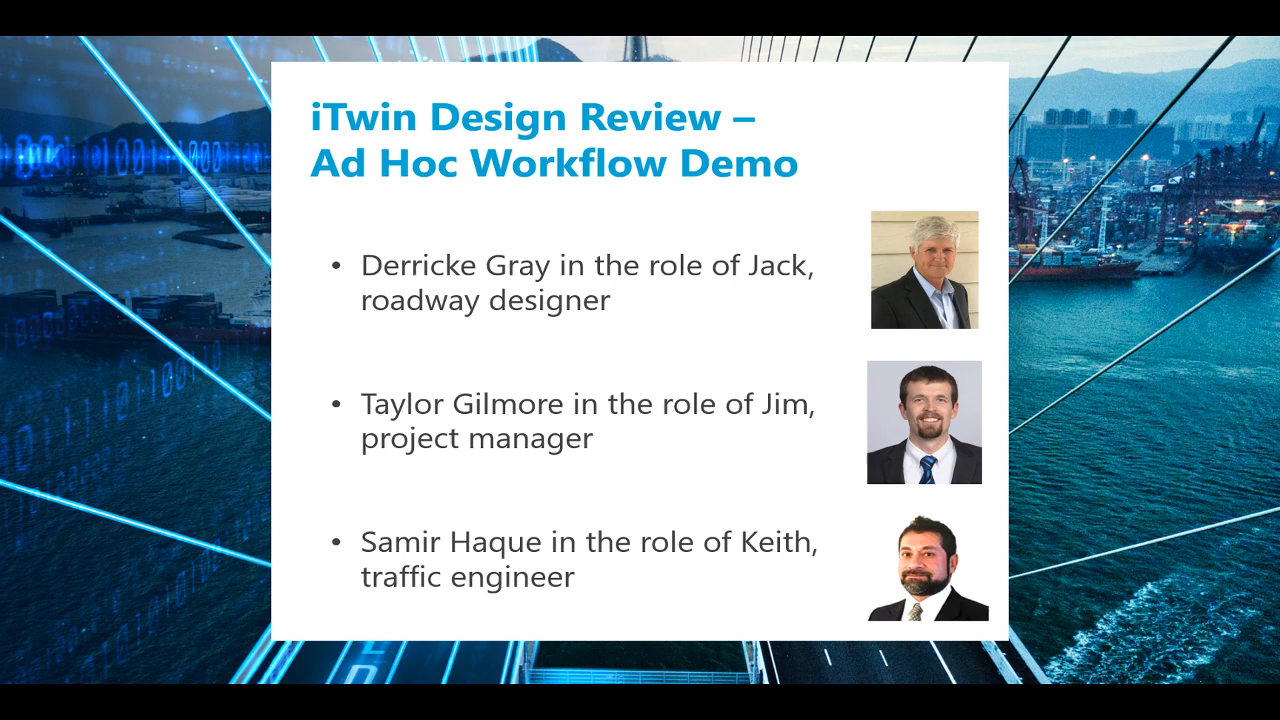 iTwin Design Review –
Ad Hoc Workflow Demo
• Derricke Gray in the role of Jack,
roadway designer
• Taylor Gilmore in the role of Jim,
project manager
• Samir Haque in the role of Keith,
traffic engineer